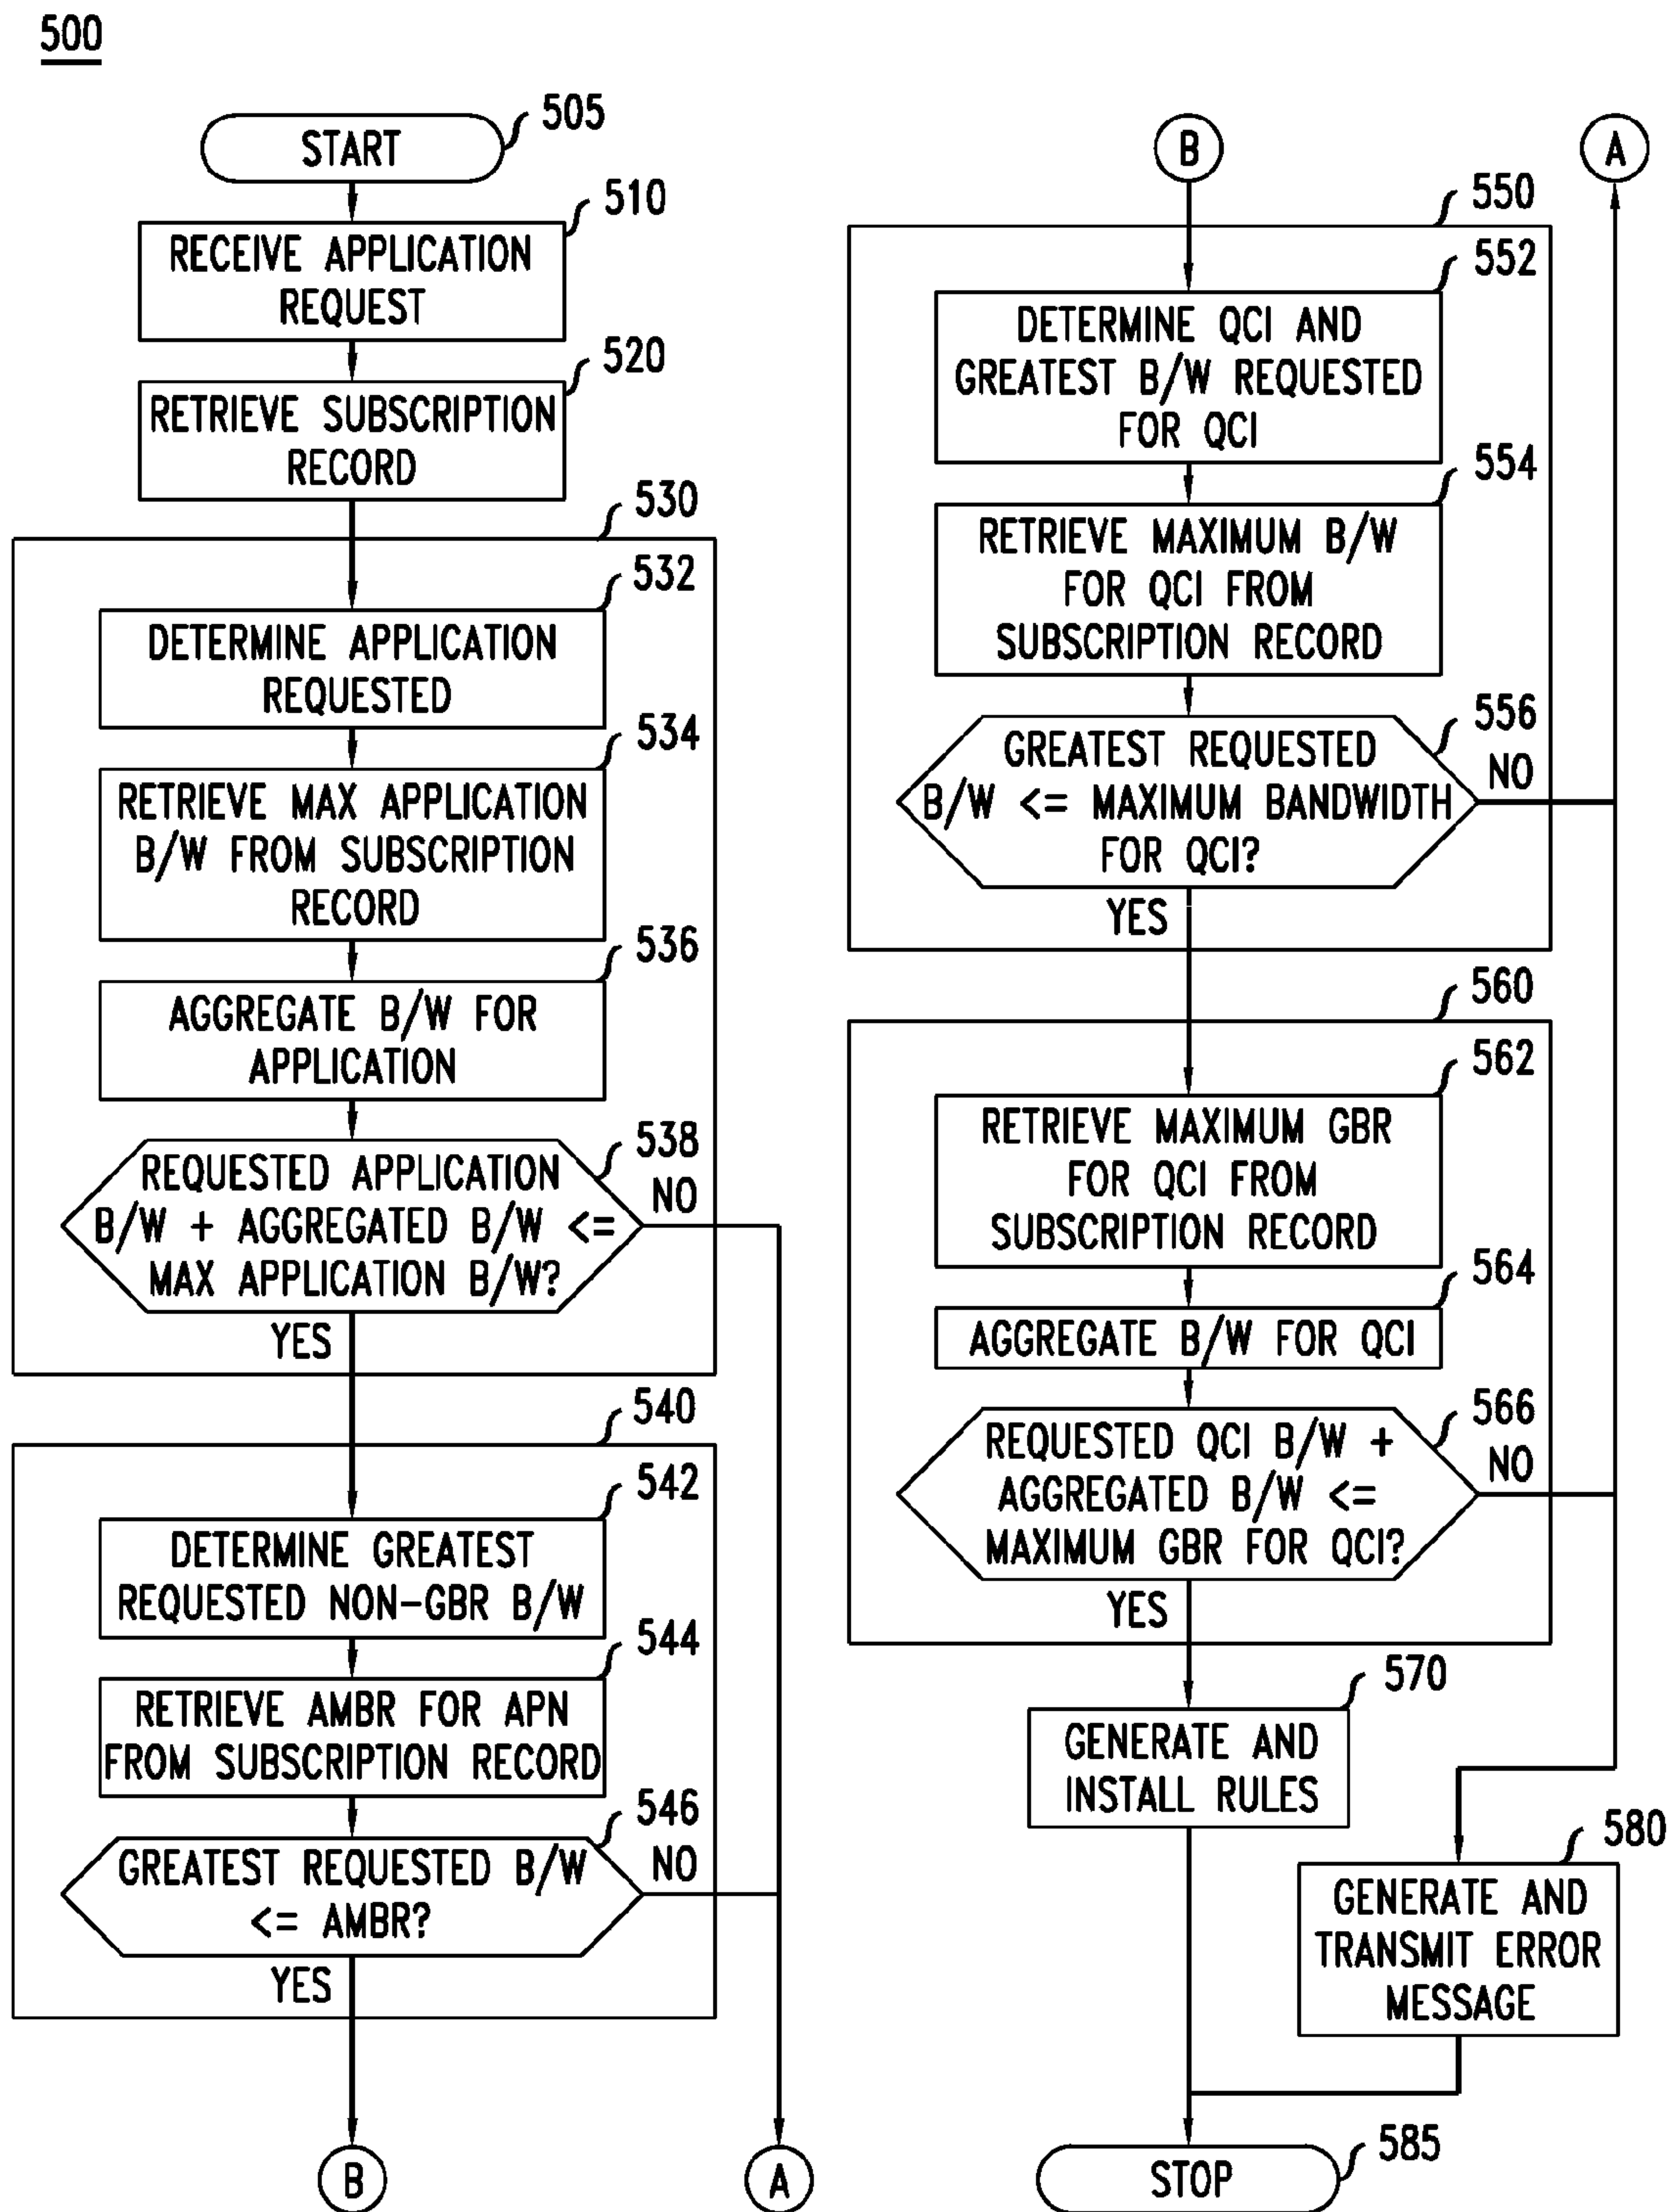 500
START
505
510
RECEIVE APPLICATION
REQUEST
520
RETRIEVE SUBSCRIPTION
RECORD
530
532
DETERMINE APPLICATION
REQUESTED
534
RETRIEVE MAX APPLICATION
B/W FROM SUBSCRIPTION
RECORD
536
AGGREGATE B/W FOR
APPLICATION
538
REQUESTED APPLICATION
B/W + AGGREGATED B/W <=
MAX APPLICATION B/W?
NO
YES
540
542
DETERMINE GREATEST
REQUESTED NON-GBR B/W
544
RETRIEVE AMBR FOR APN
FROM SUBSCRIPTION RECORD
546
GREATEST REQUESTED B/W
<= AMBR?
NO
YES
B
A
B
A
550
552
DETERMINE QCI AND
GREATEST B/W REQUESTED
FOR QCI
554
RETRIEVE MAXIMUM B/W
FOR QCI FROM
SUBSCRIPTION RECORD
556
GREATEST REQUESTED
B/W <= MAXIMUM BANDWIDTH
FOR QCI?
NO
YES
560
562
RETRIEVE MAXIMUM GBR
FOR QCI FROM
SUBSCRIPTION RECORD
564
AGGREGATE B/W FOR QCI
566
REQUESTED QCI B/W +
AGGREGATED B/W <=
MAXIMUM GBR FOR QCI?
NO
YES
570
GENERATE AND
INSTALL RULES
580
GENERATE AND
TRANSMIT ERROR
MESSAGE
585
STOP